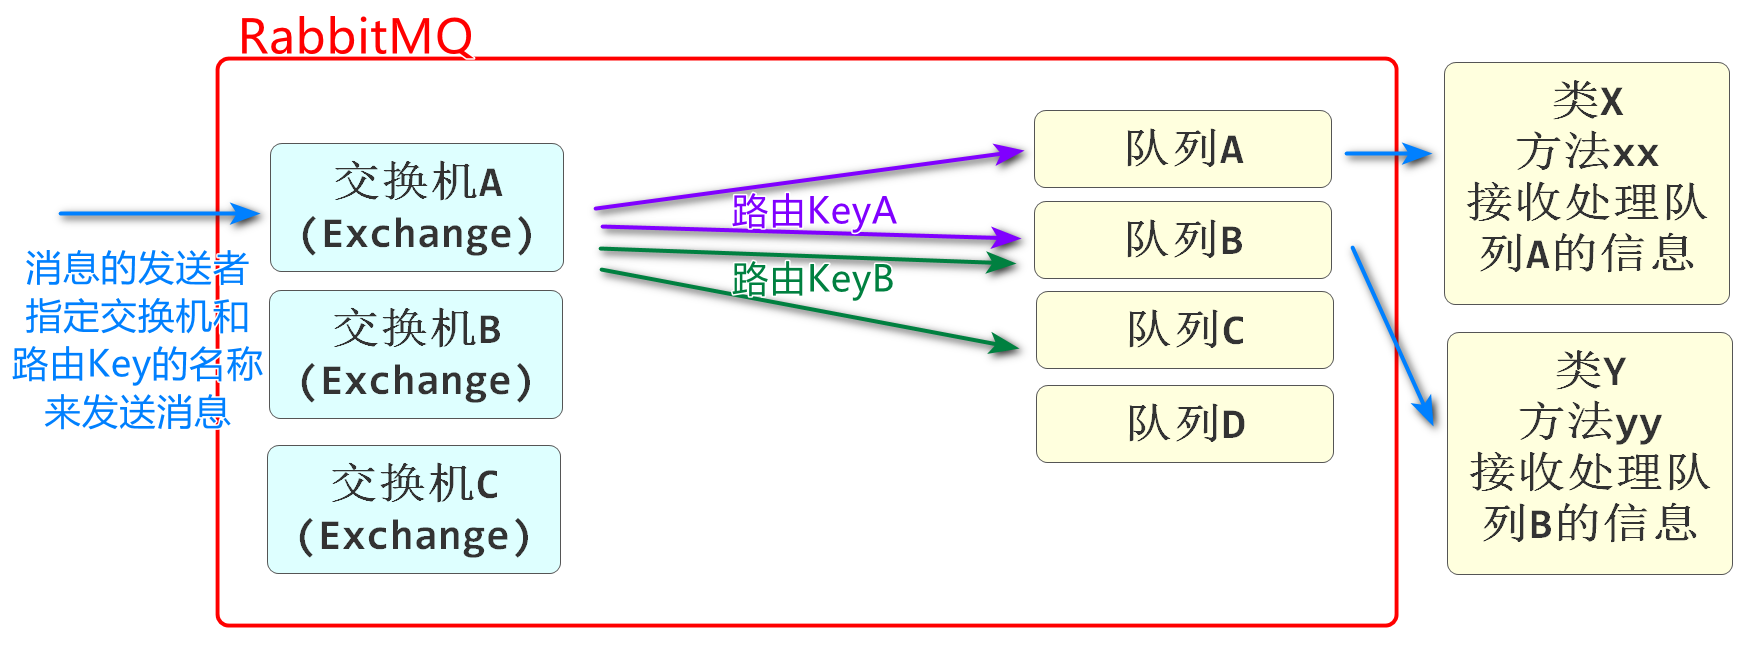 RabbitMQ
消息的发送者
指定交换机和
路由Key的名称
来发送消息
交换机A
(Exchange)
交换机B
(Exchange)
交换机C
(Exchange)
路由KeyA
路由KeyB
队列A
队列B
队列C
队列D
类X
方法xx
接收处理队
列A的信息
类Y
方法yy
接收处理队
列B的信息